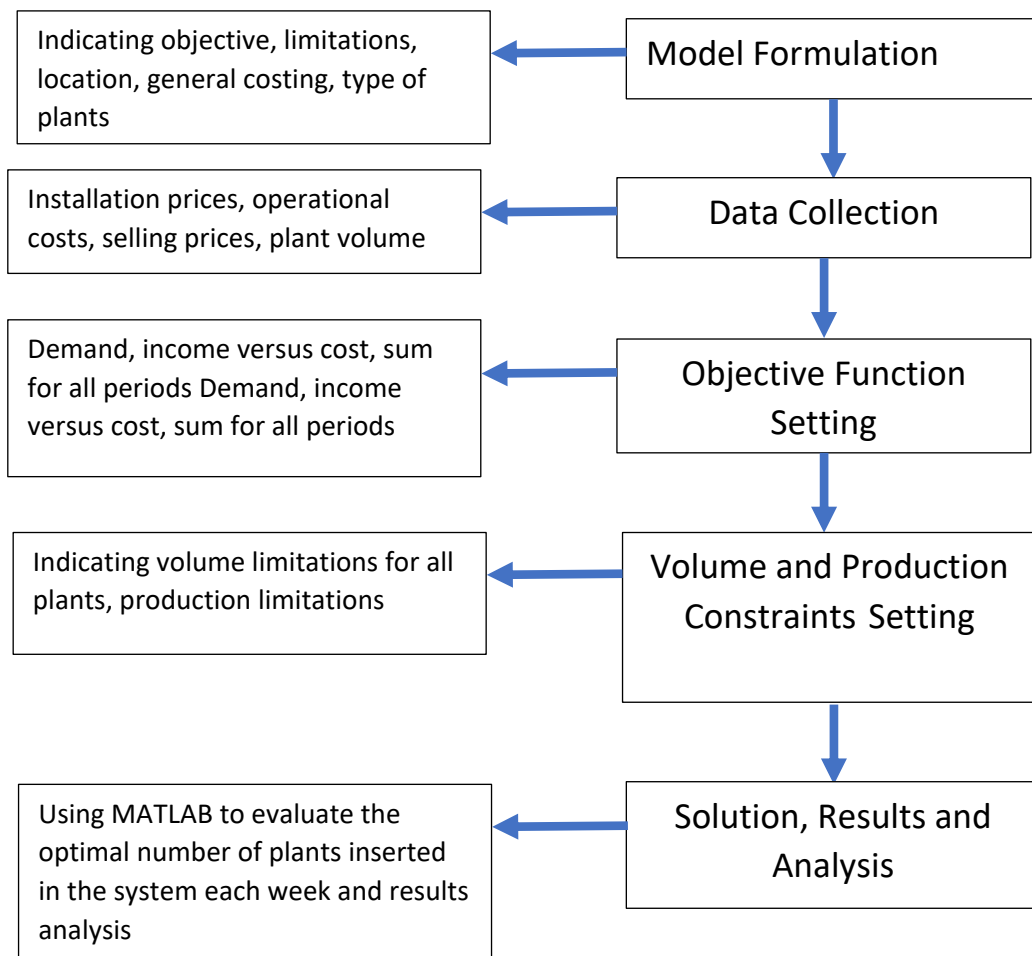 Indicating objective, limitations,
location, general costing, type of
plants
Model Formulation
Installation prices, operational
costs, selling prices, plant volume
Data Collection
Demand, income versus cost, sum
for all periods Demand, income
versus cost, sum for all periods
Objective Function
Setting
Indicating volume limitations for all
plants, production limitations
Volume and Production
Constraints Setting
Using MATLAB to evaluate the
optimal number of plants inserted
in the system each week and results
analysis
Solution, Results and
Analysis